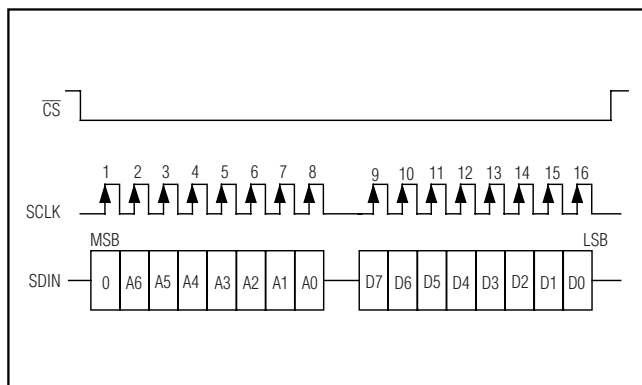 CS
1 2 3 4 5 6 7 8 9 10 11 12 13 14 15 16
SCLK
MSB LSB
SDIN 0 A6 A5 A4 A3 A2 A1 A0 D7 D6 D5 D4 D3 D2 D1 D0